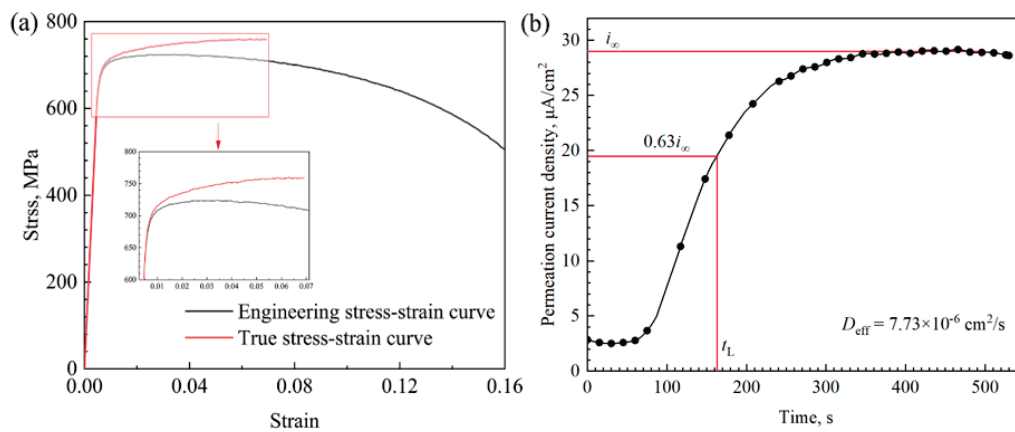 (a)
800
600
400
200
0
Strss, MPa
800
750
700
650
600
0.01 0.02 0.03 0.04 0.05 0.06 0.07
Engineering stress-strain curve
True stress-strain curve
0.00 0.04 0.08 0.12 0.16
Strain
(b)
30
25
20
15
10
5
0
Permeation current density, μA/cm²
i∞
0.63i∞
Deff = 7.73×10⁻⁶ cm²/s
tL
0 100 200 300 400 500
Time, s